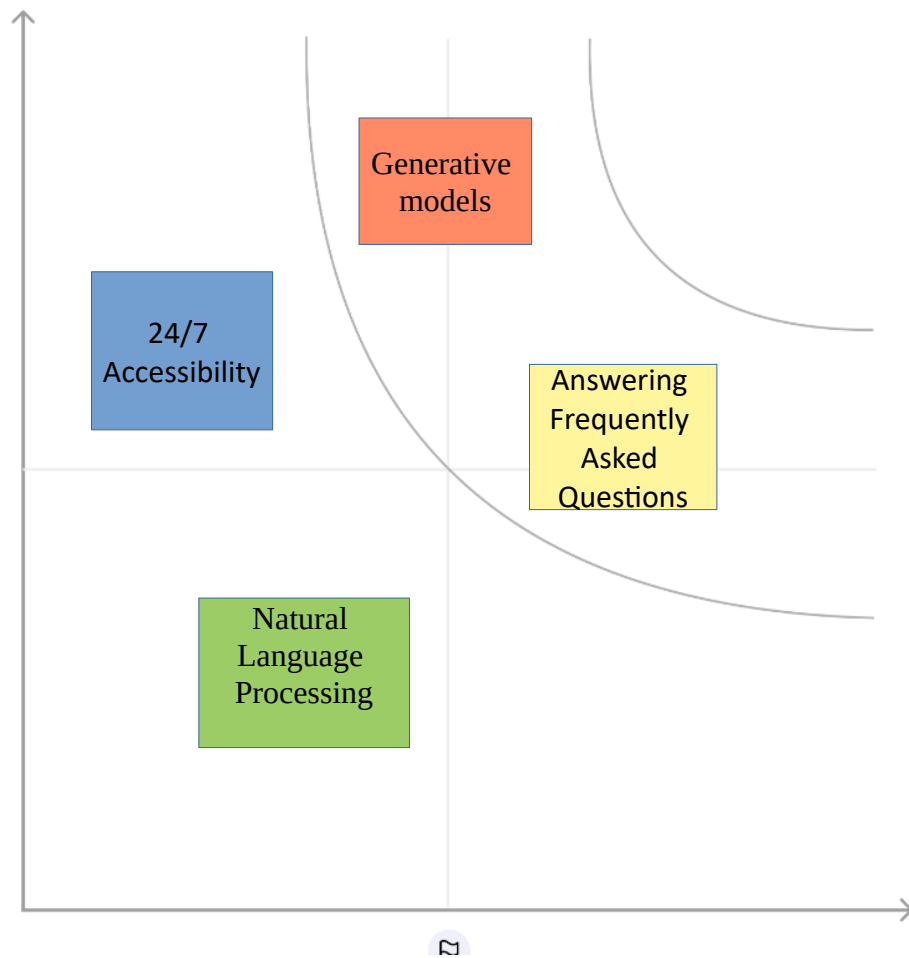 Generative
models
24/7
Accessibility
Answering
Frequently
Asked
Questions
Natural
Language
Processing